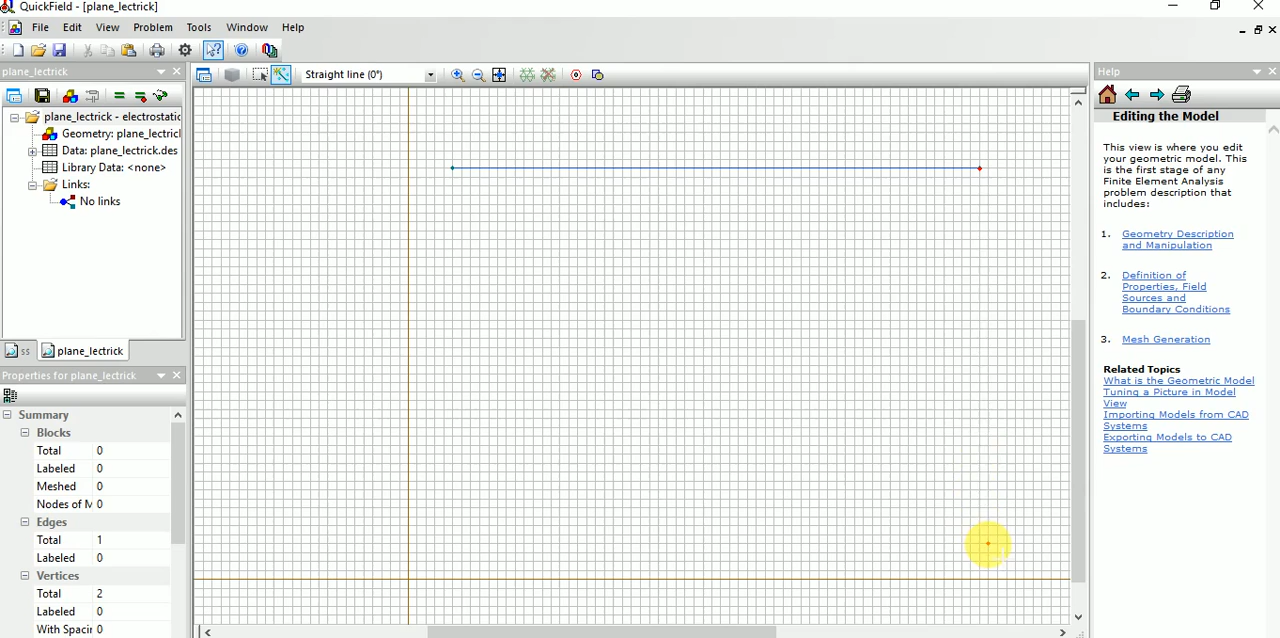 QuickField - [plane_lectrick]
File Edit View Problem Tools Window Help
plane_lectrick
Straight line (0°)
Help
plane_lectrick - electrostatic
Geometry: plane_lectricl
Data: plane_lectrick.des
Library Data: <none>
Links:
No links
ss plane_lectrick
Properties for plane_lectrick
Summary
Blocks
Total 0
Labeled 0
Meshed 0
Nodes of M 0
Edges
Total 1
Labeled 0
Vertices
Total 2
Labeled 0
With Spacir 0
Editing the Model
This view is where you edit
your geometric model. This
is the first stage of any
Finite Element Analysis
problem description that
includes:
1. Geometry Description
and Manipulation
2. Definition of
Properties, Field
Sources and
Boundary Conditions
3. Mesh Generation
Related Topics
What is the Geometric Model
Tuning a Picture in Model
View
Importing Models from CAD
Systems
Exporting Models to CAD
Systems